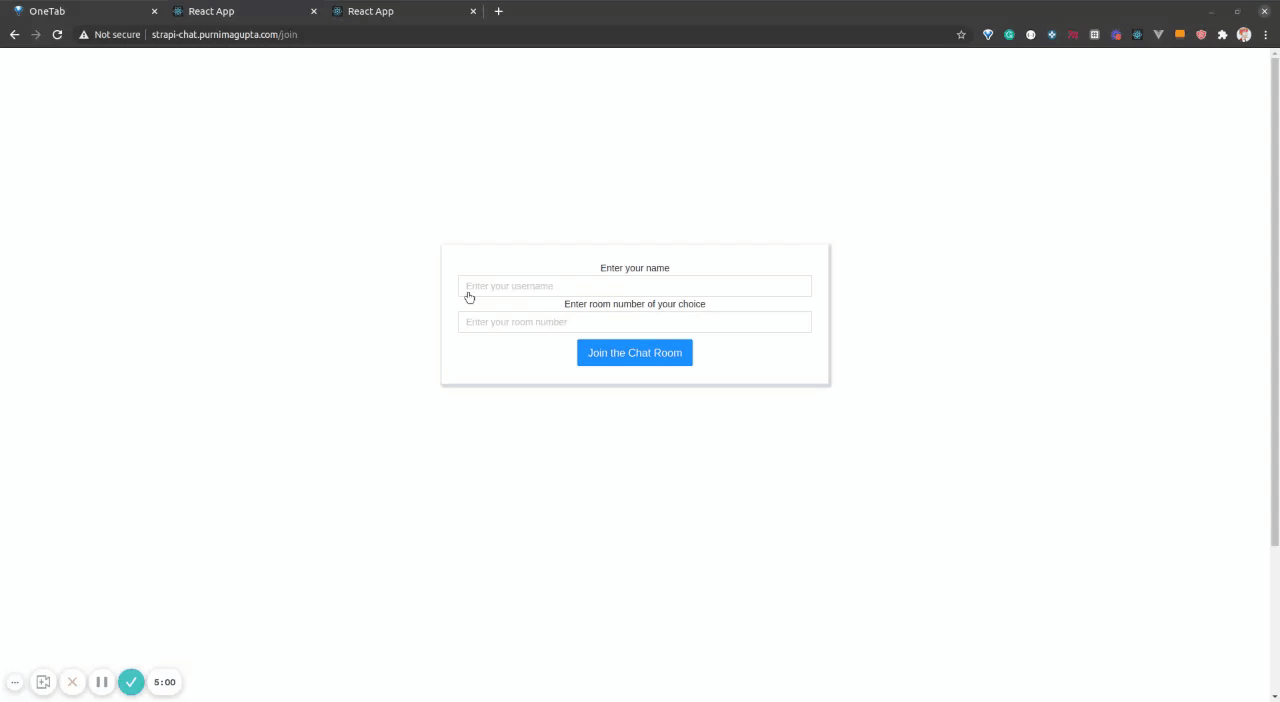 OneTab
React App
React App
Not secure
strapi-chat.purnimagupta.com/join
Enter your name
Enter your username
Enter room number of your choice
Enter your room number
Join the Chat Room
5:00